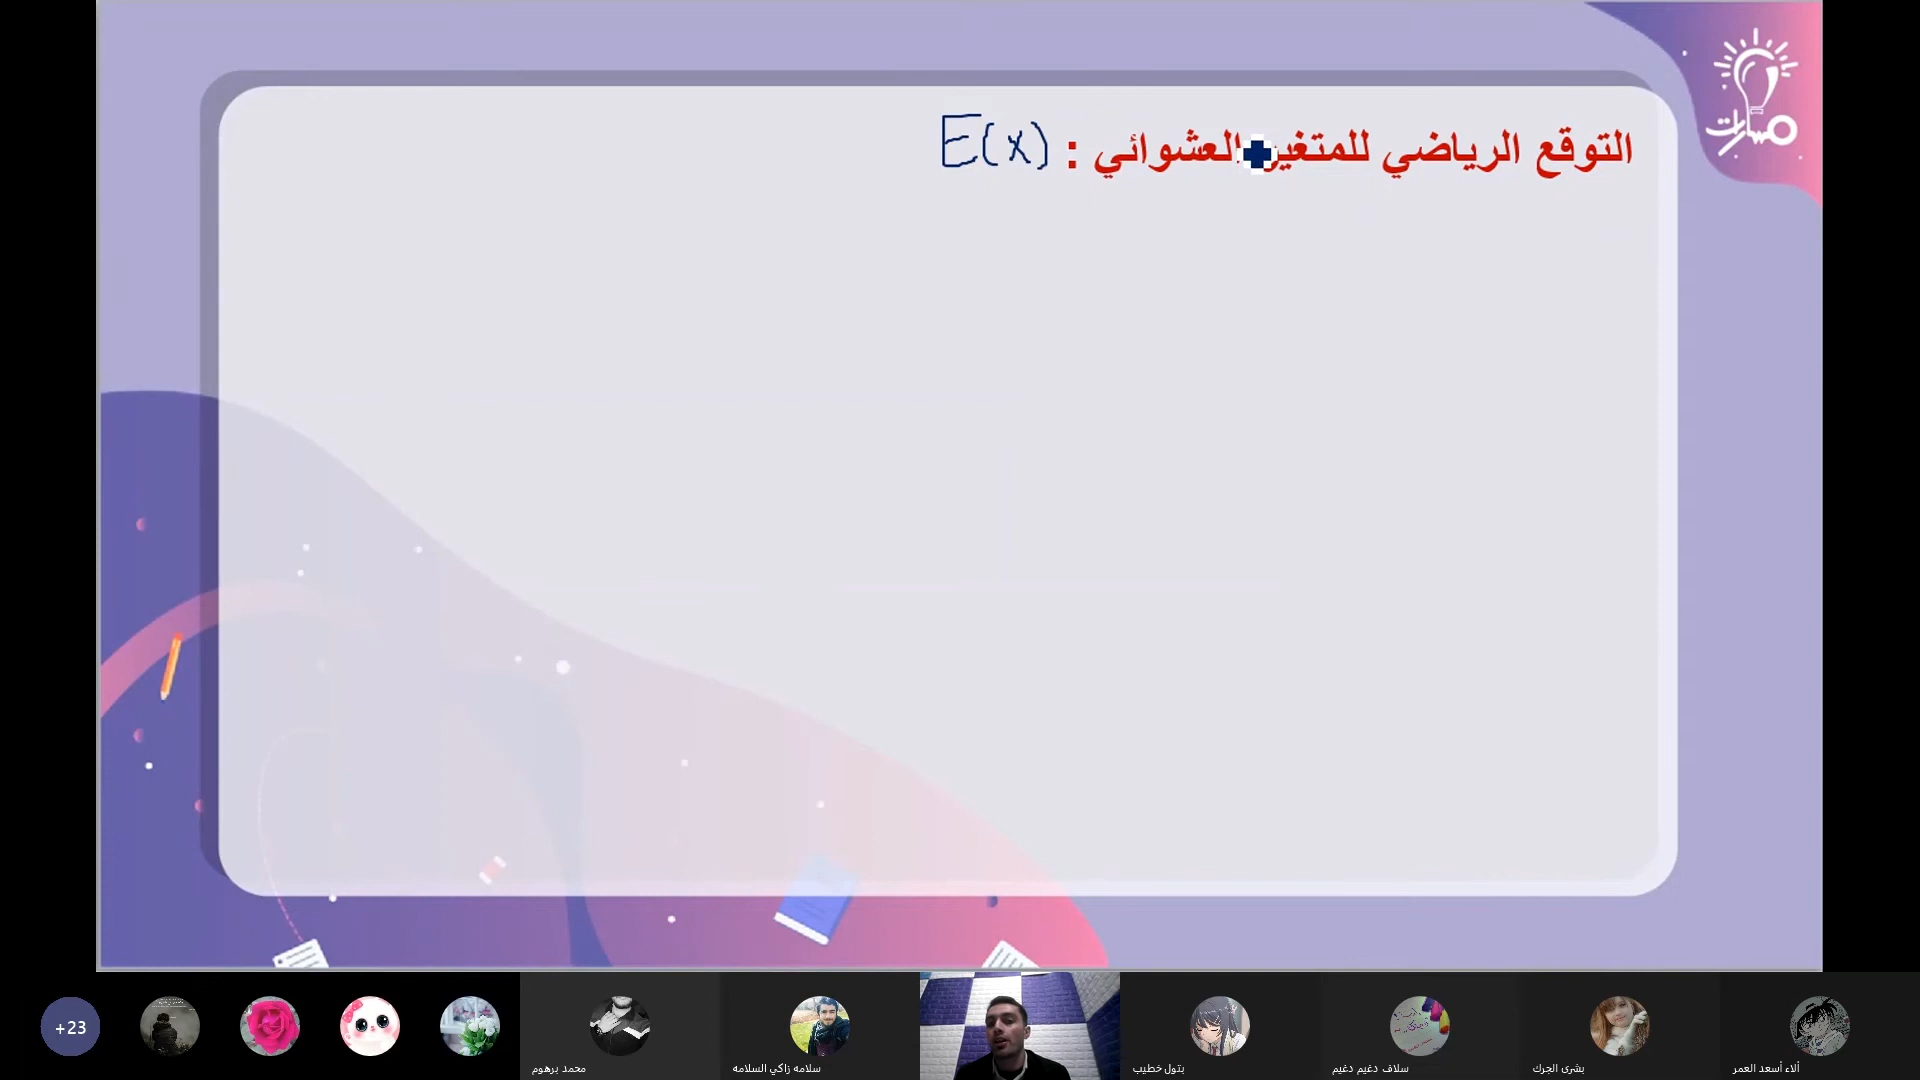 مسارات
التوقع الرياضي للمتغير العشوائي : E(x)
+23
محمد برهوم
سلامه زاكي السلامه
بتول خطيب
سلاف دغيم دغيم
بشرى الجرك
ألاء أسعد العمر